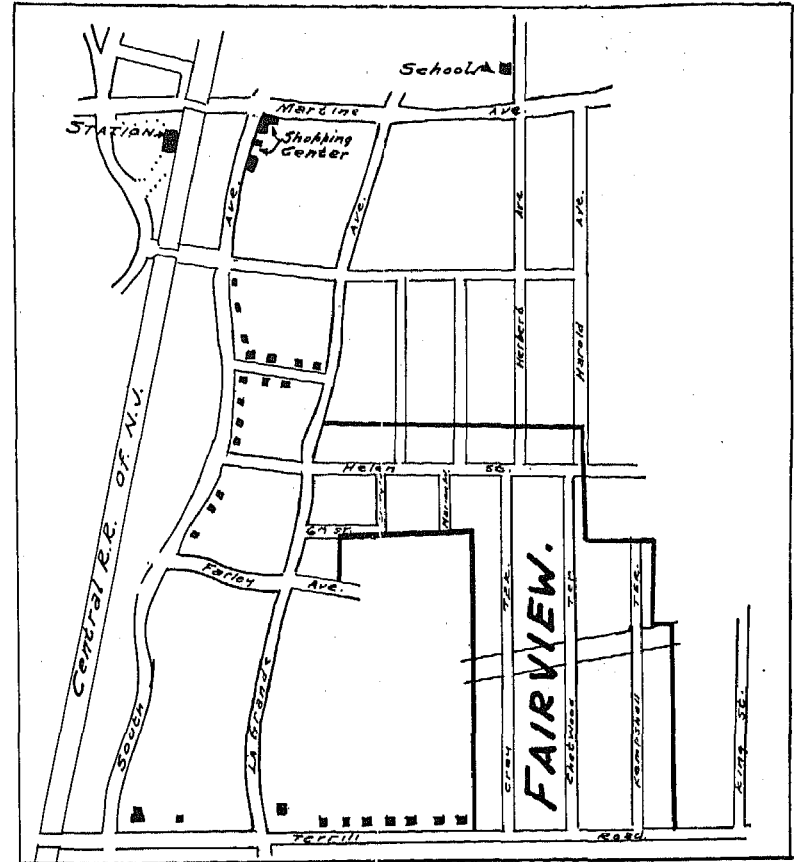 School
Martine Ave.
STATION
Shopping
Center
Ave.
Ave.
Ave
Ave
Herbert
Harold
Central R.R. of N.J.
Helen St.
6th St.
Farley Ave.
FAIRVIEW.
Ter.
Ter
Ter.
South
La Grande
Cray
Chetwood
Kempshall
King St.
Terrill Road